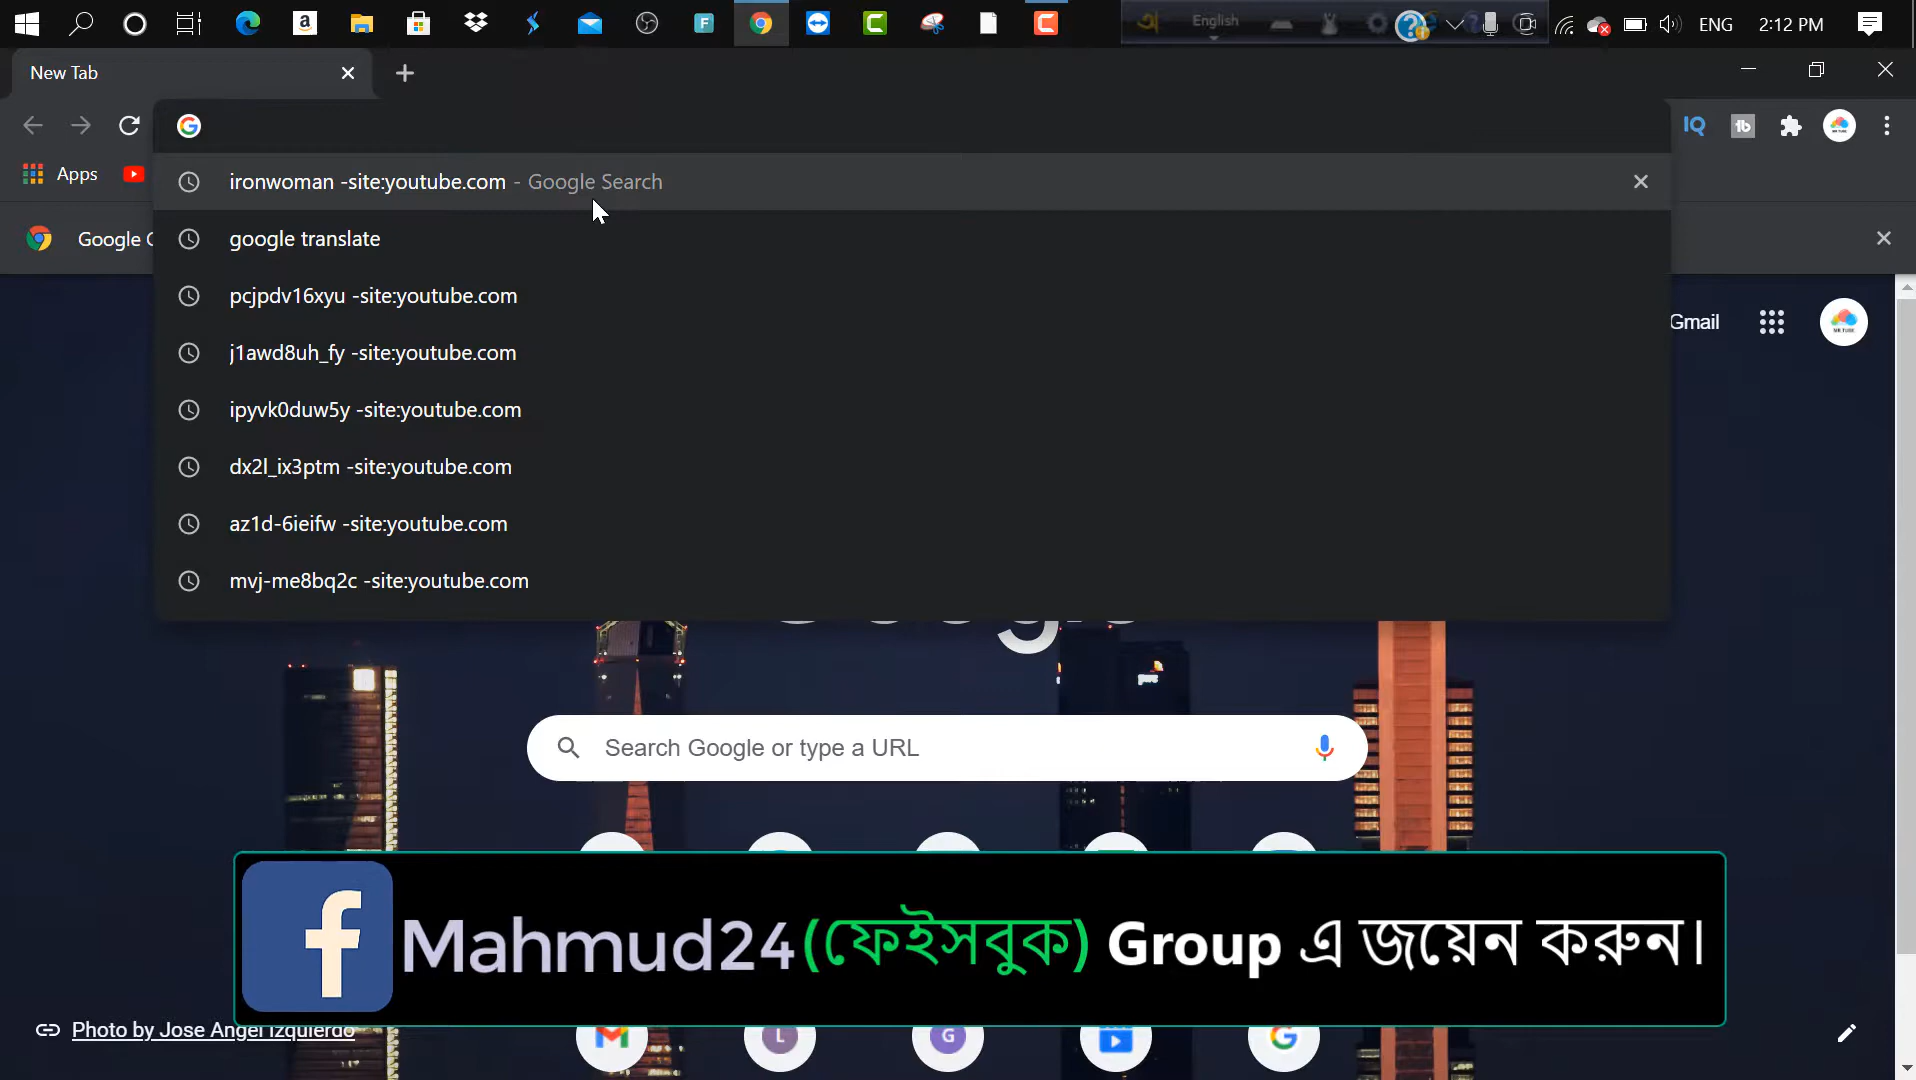 English
ENG
2:12 PM
New Tab
Apps
ironwoman -site:youtube.com - Google Search
google translate
Google
pcjpdv16xyu -site:youtube.com
Gmail
j1awd8uh_fy -site:youtube.com
ipyvk0duw5y -site:youtube.com
dx2l_ix3ptm -site:youtube.com
az1d-6ieifw -site:youtube.com
mvj-me8bq2c -site:youtube.com
Search Google or type a URL
Mahmud24(ফেইসবুক) Group এ জয়েন করুন।
Photo by Jose Angel Izquierdo
L
G